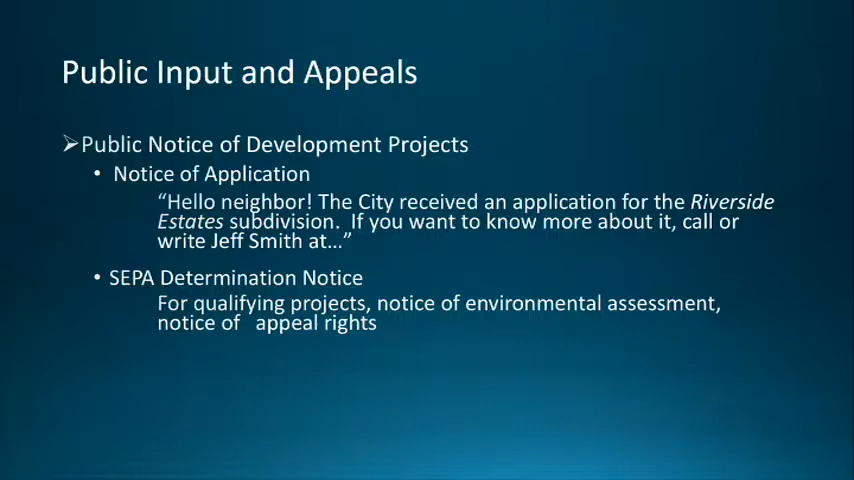 Public Input and Appeals
➢Public Notice of Development Projects
• Notice of Application
“Hello neighbor! The City received an application for the Riverside
Estates subdivision.  If you want to know more about it, call or
write Jeff Smith at…”
• SEPA Determination Notice
For qualifying projects, notice of environmental assessment,
notice of   appeal rights